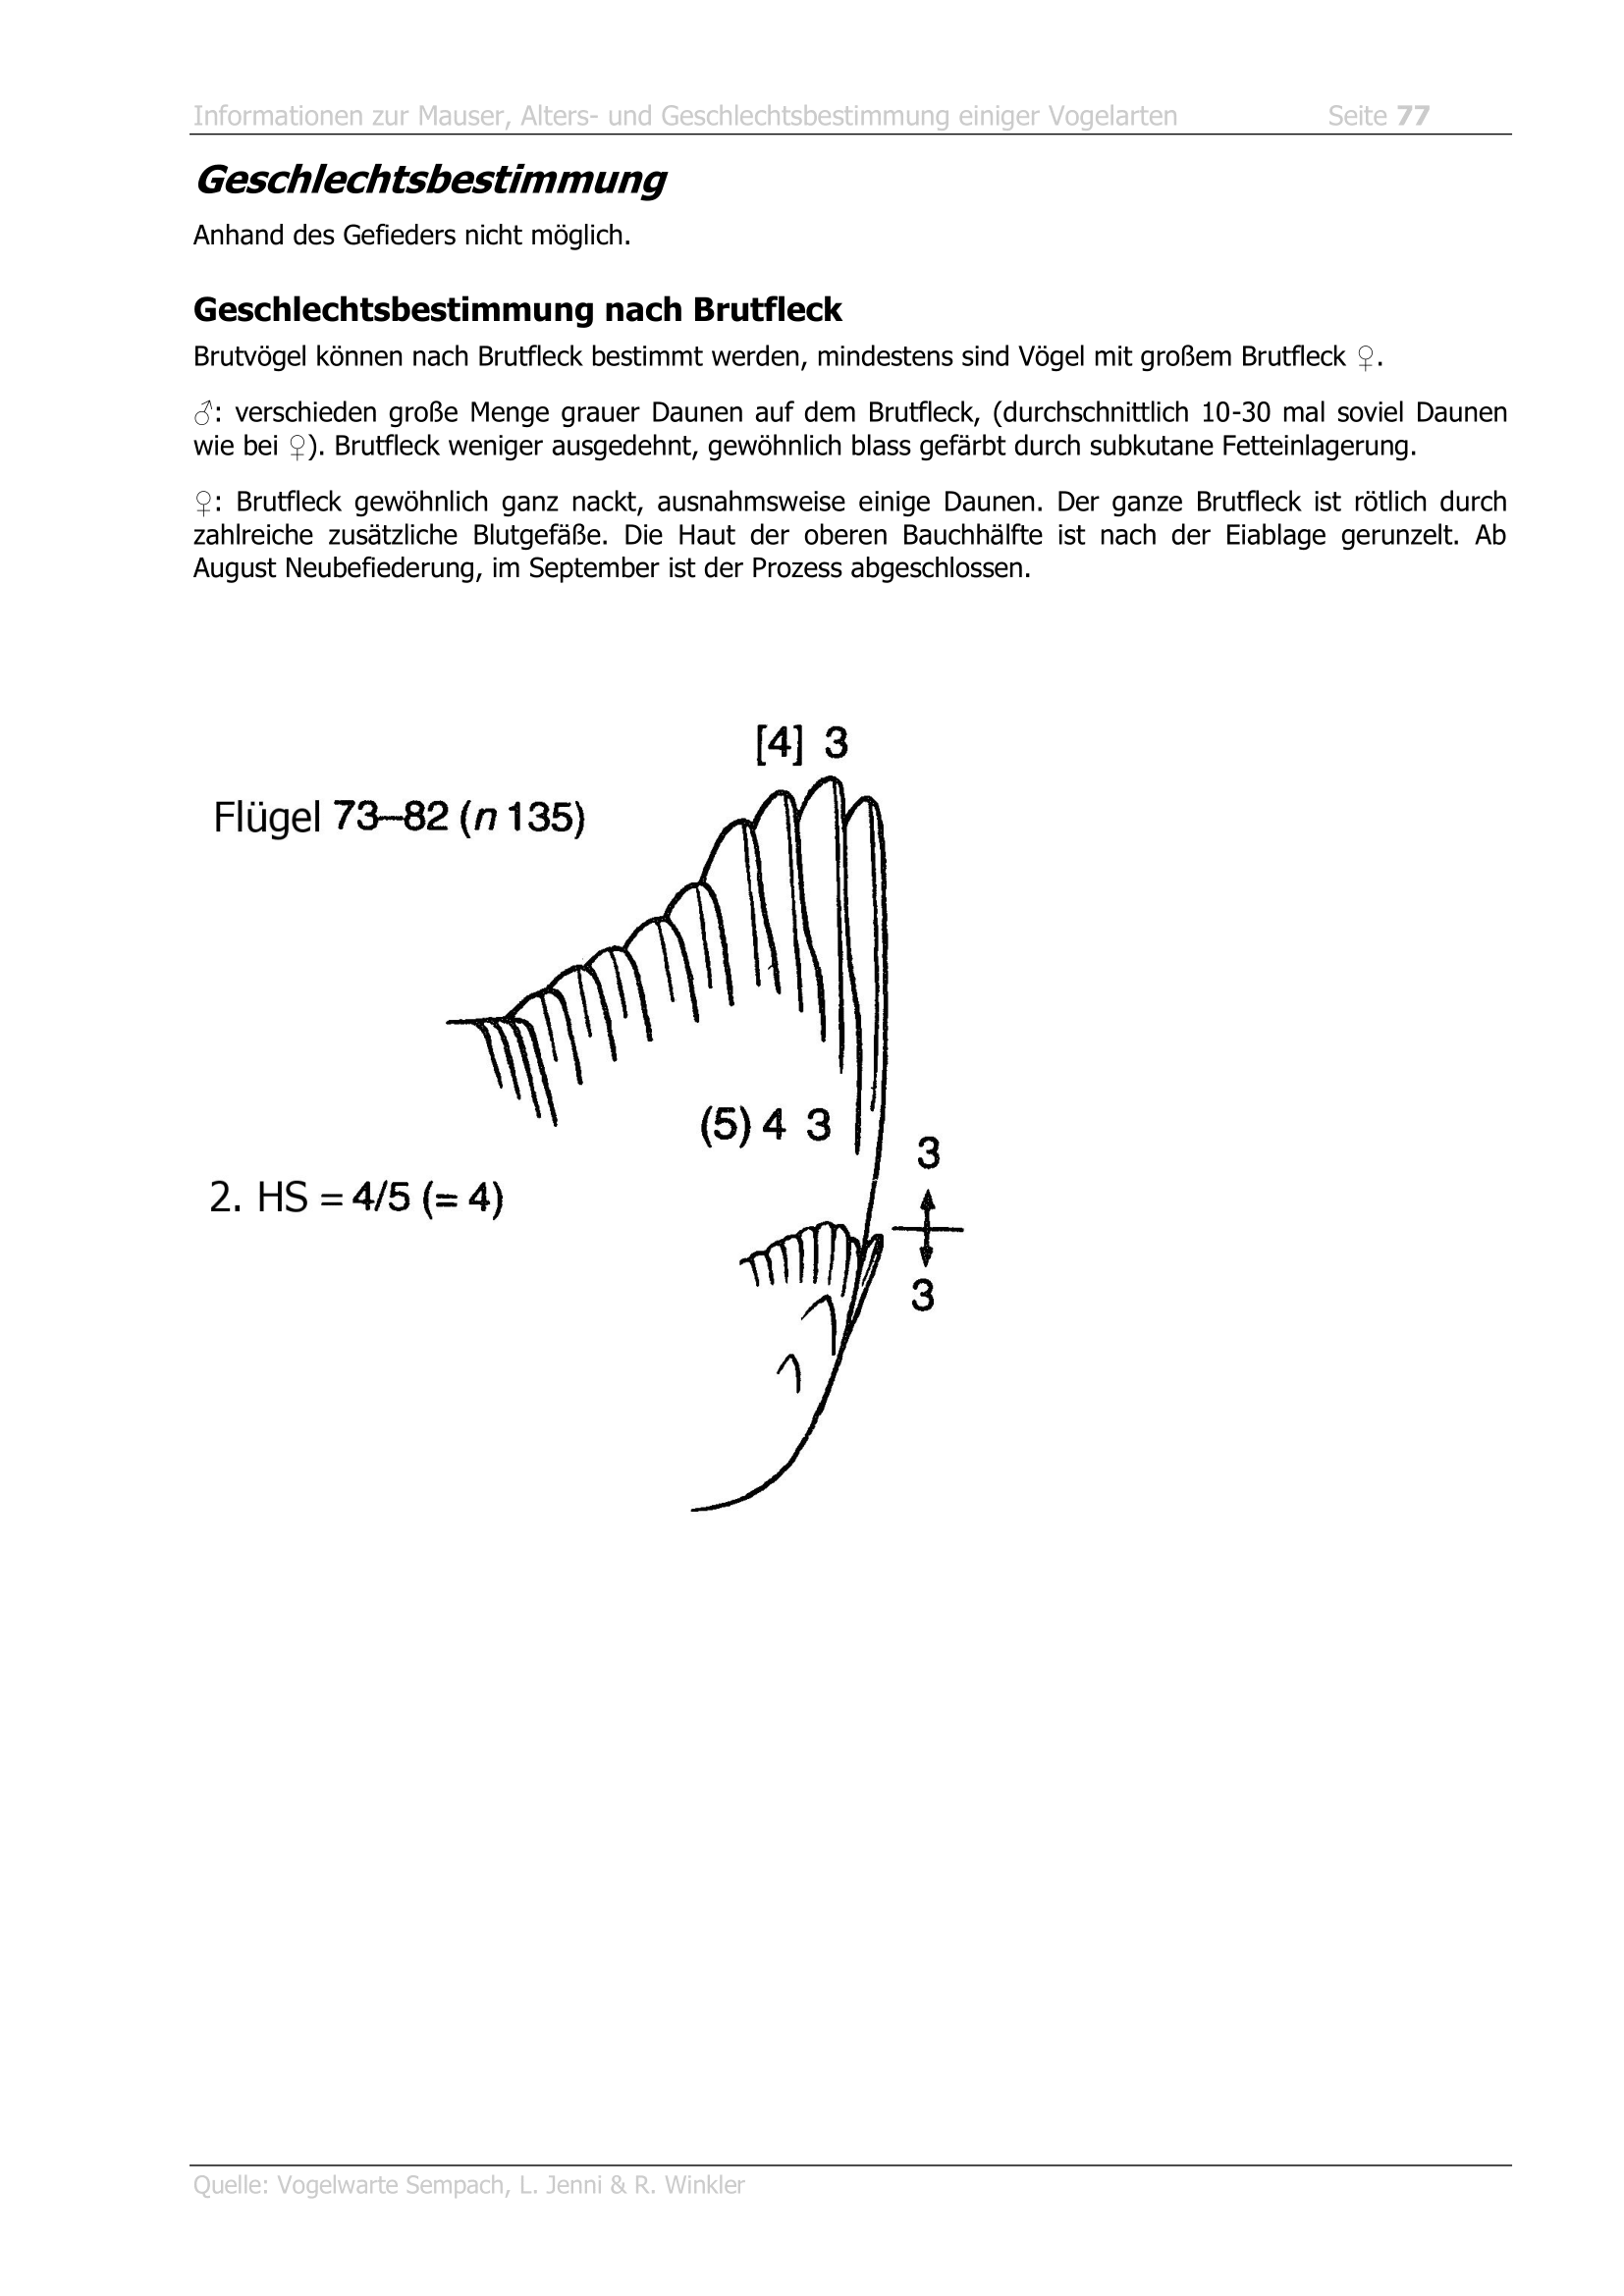 Informationen zur Mauser, Alters- und Geschlechtsbestimmung einiger Vogelarten Seite 77
Geschlechtsbestimmung
Anhand des Gefieders nicht möglich.
Geschlechtsbestimmung nach Brutfleck
Brutvögel können nach Brutfleck bestimmt werden, mindestens sind Vögel mit großem Brutfleck ♀.
♂: verschieden große Menge grauer Daunen auf dem Brutfleck, (durchschnittlich 10-30 mal soviel Daunen
wie bei ♀). Brutfleck weniger ausgedehnt, gewöhnlich blass gefärbt durch subkutane Fetteinlagerung.
♀: Brutfleck gewöhnlich ganz nackt, ausnahmsweise einige Daunen. Der ganze Brutfleck ist rötlich durch
zahlreiche zusätzliche Blutgefäße. Die Haut der oberen Bauchhälfte ist nach der Eiablage gerunzelt. Ab
August Neubefiederung, im September ist der Prozess abgeschlossen.
[4] 3
Flügel 73–82 (n 135)
(5) 4 3
3
2. HS = 4/5 (= 4)
3
Quelle: Vogelwarte Sempach, L. Jenni & R. Winkler